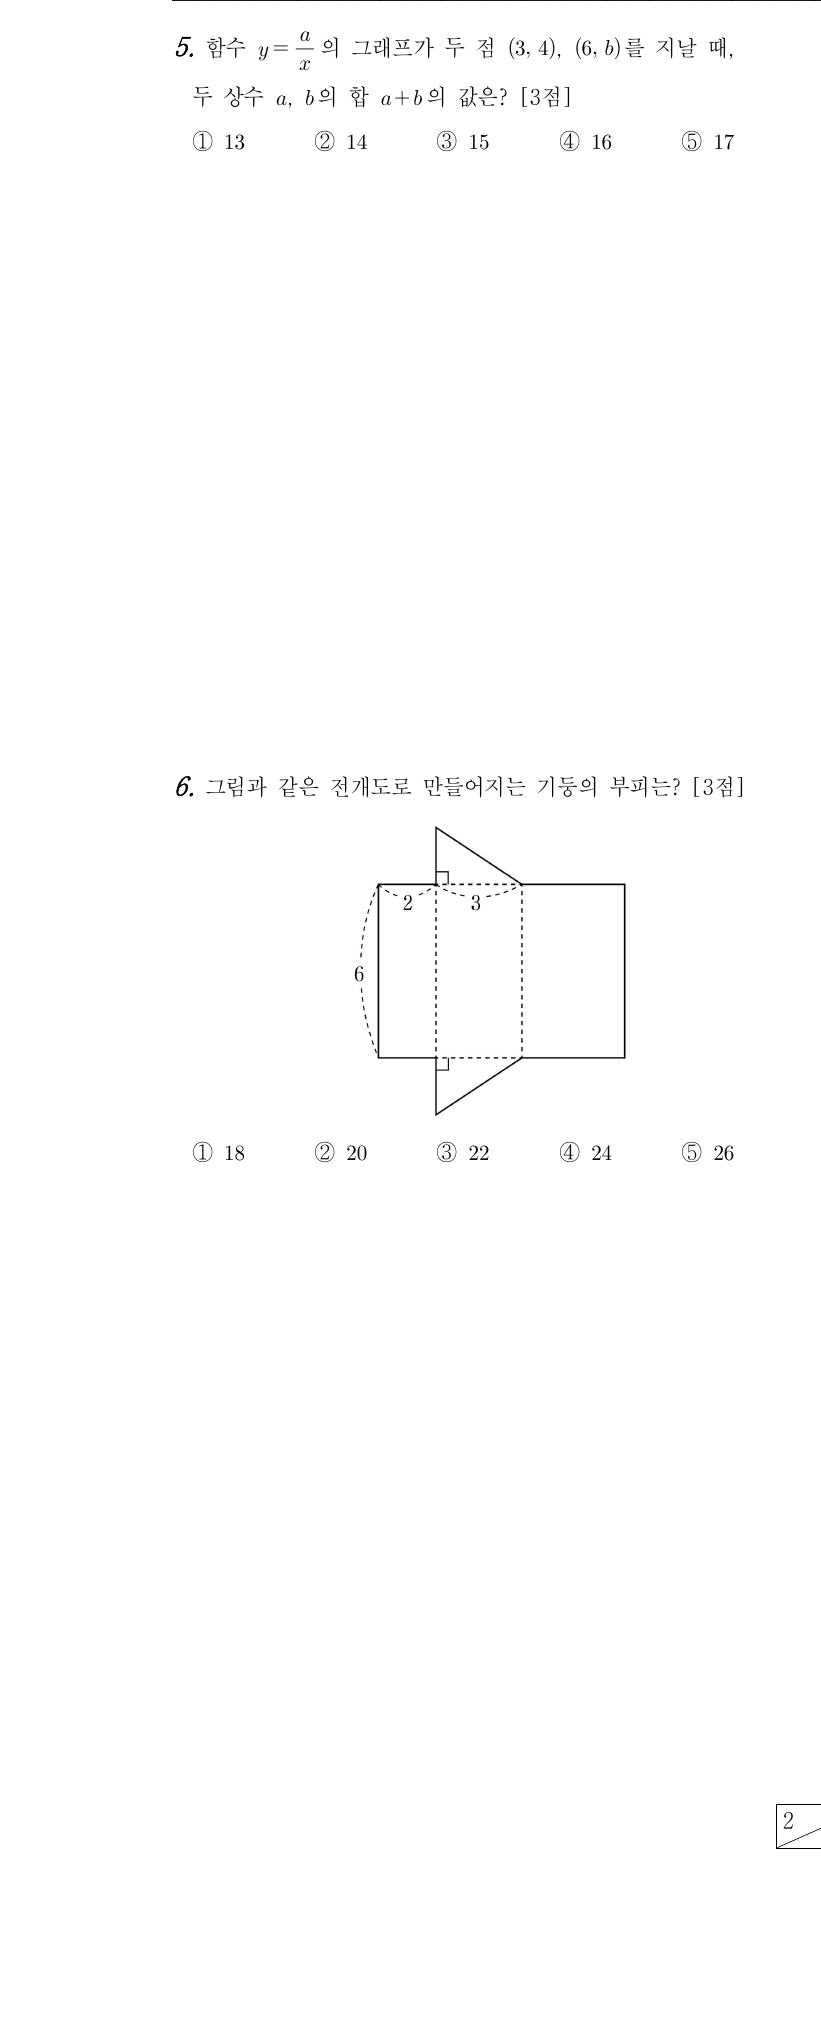 5. 함수 y = a/x 의 그래프가 두 점 (3, 4), (6, b)를 지날 때,
두 상수 a, b의 합 a+b의 값은? [3점]
① 13 ② 14 ③ 15 ④ 16 ⑤ 17
6. 그림과 같은 전개도로 만들어지는 기둥의 부피는? [3점]
2 3
6
① 18 ② 20 ③ 22 ④ 24 ⑤ 26
2